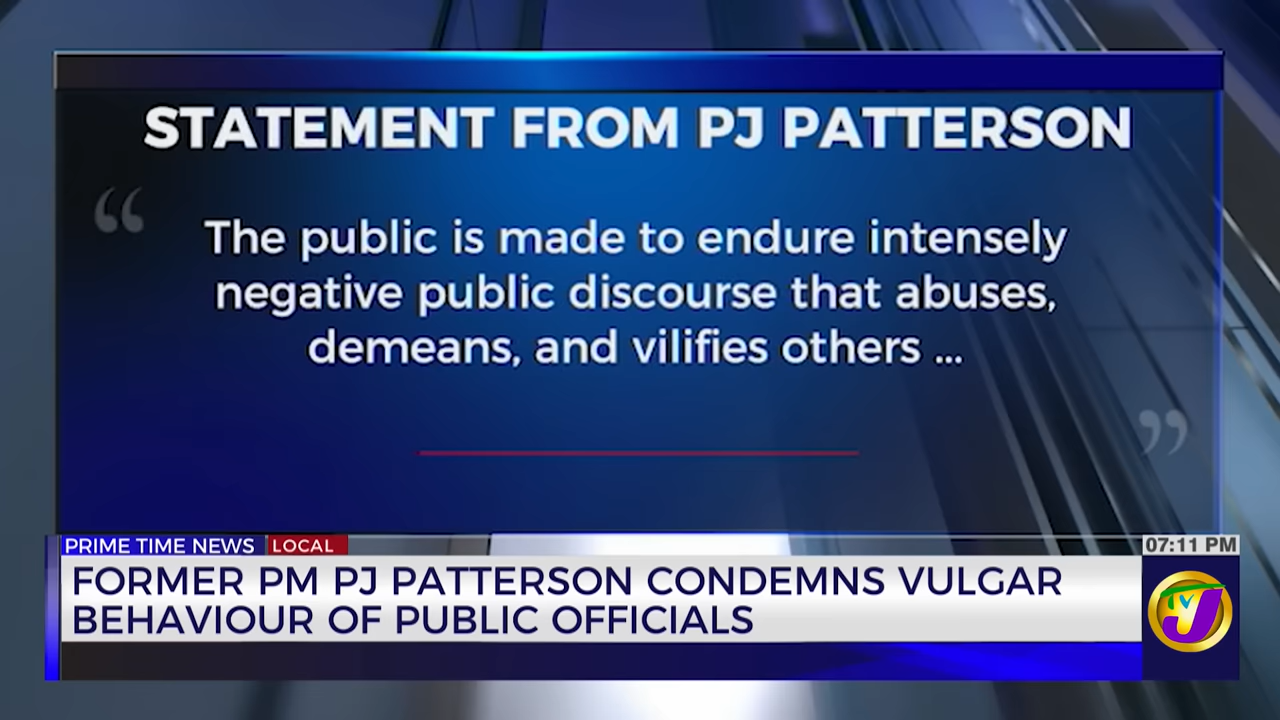 STATEMENT FROM PJ PATTERSON
“
The public is made to endure intensely
negative public discourse that abuses,
demeans, and vilifies others ...
”
PRIME TIME NEWS LOCAL
07:11 PM
FORMER PM PJ PATTERSON CONDEMNS VULGAR
BEHAVIOUR OF PUBLIC OFFICIALS
TVJ